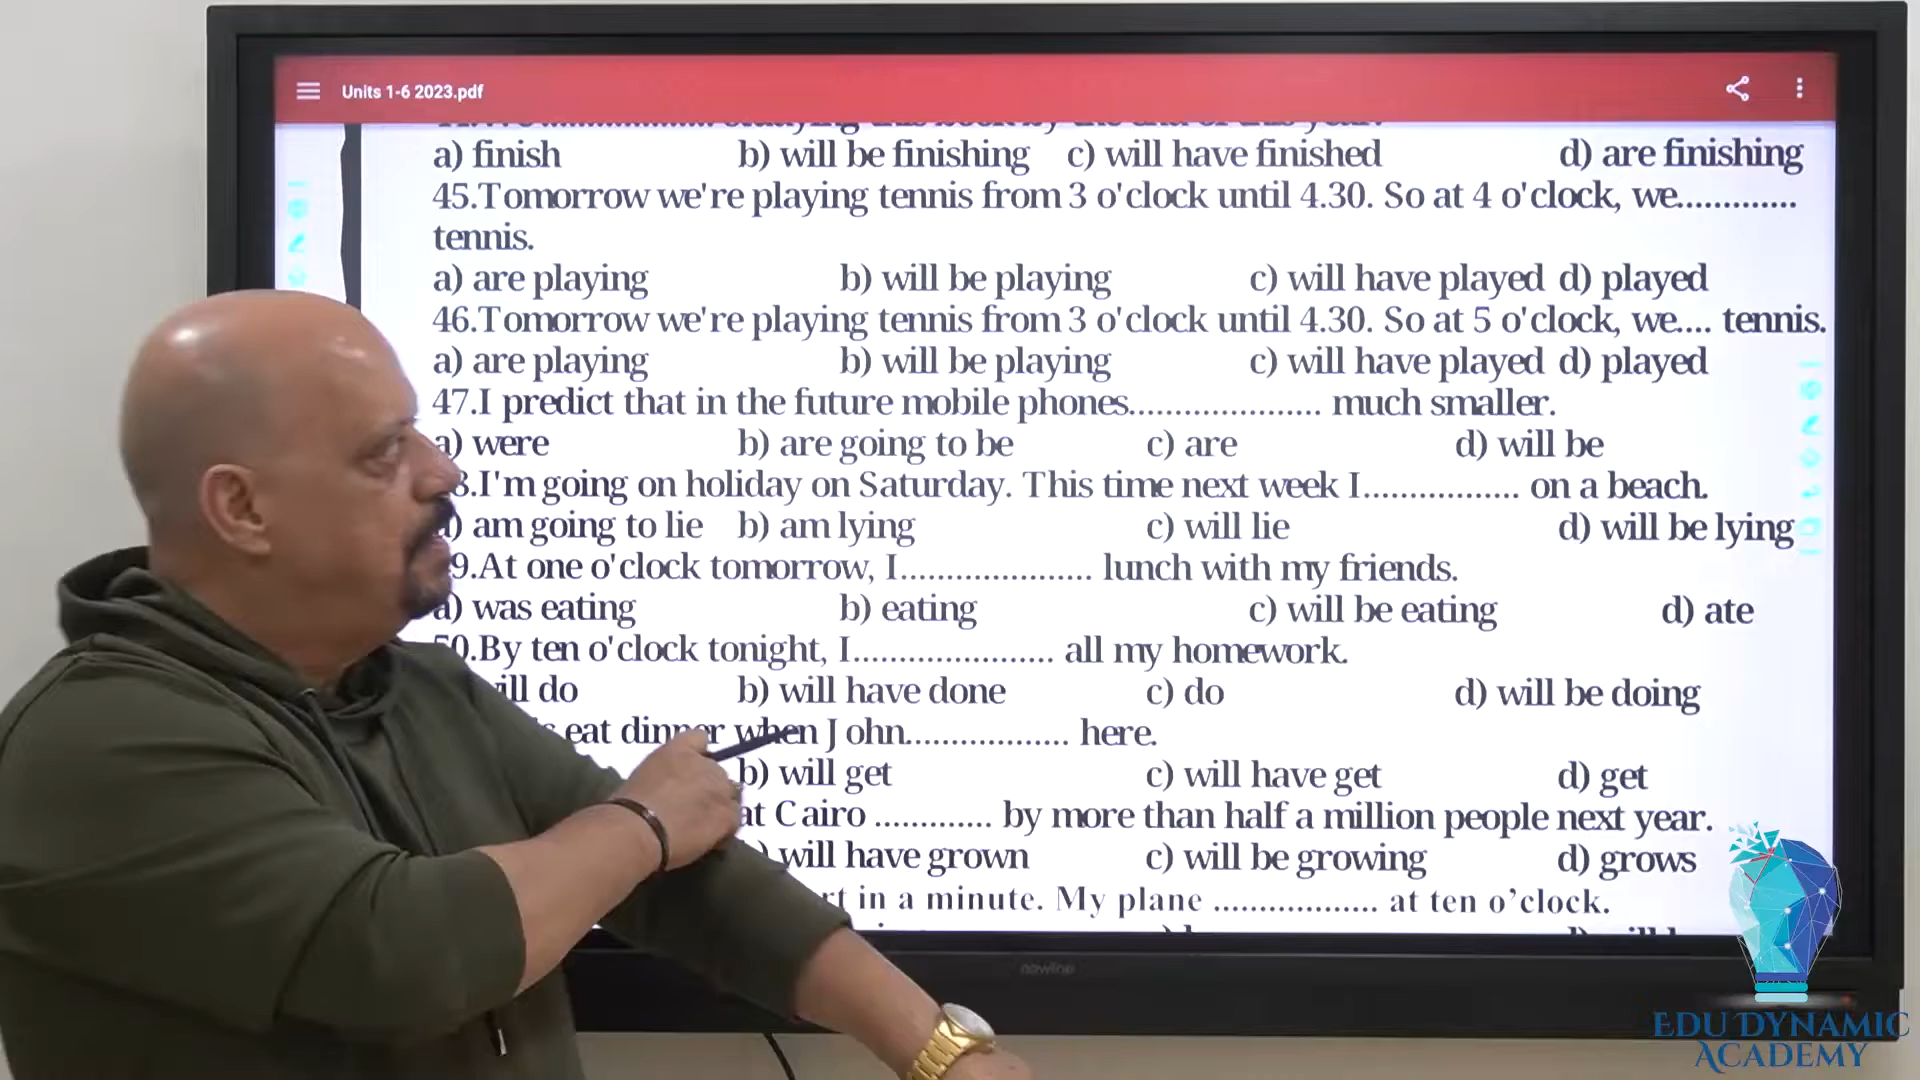 Units 1-6 2023.pdf
a) finish b) will be finishing c) will have finished d) are finishing
45.Tomorrow we're playing tennis from 3 o'clock until 4.30. So at 4 o'clock, we.............
tennis.
a) are playing b) will be playing c) will have played d) played
46.Tomorrow we're playing tennis from 3 o'clock until 4.30. So at 5 o'clock, we.... tennis.
a) are playing b) will be playing c) will have played d) played
47.I predict that in the future mobile phones..................... much smaller.
a) were b) are going to be c) are d) will be
8.I'm going on holiday on Saturday. This time next week I................. on a beach.
) am going to lie b) am lying c) will lie d) will be lying
9.At one o'clock tomorrow, I..................... lunch with my friends.
a) was eating b) eating c) will be eating d) ate
50.By ten o'clock tonight, I...................... all my homework.
ill do b) will have done c) do d) will be doing
eat dinner when John.................. here.
b) will get c) will have get d) get
at Cairo ............. by more than half a million people next year.
) will have grown c) will be growing d) grows
rt in a minute. My plane .................. at ten o’clock.
newline
EDU DYNAMIC
ACADEMY